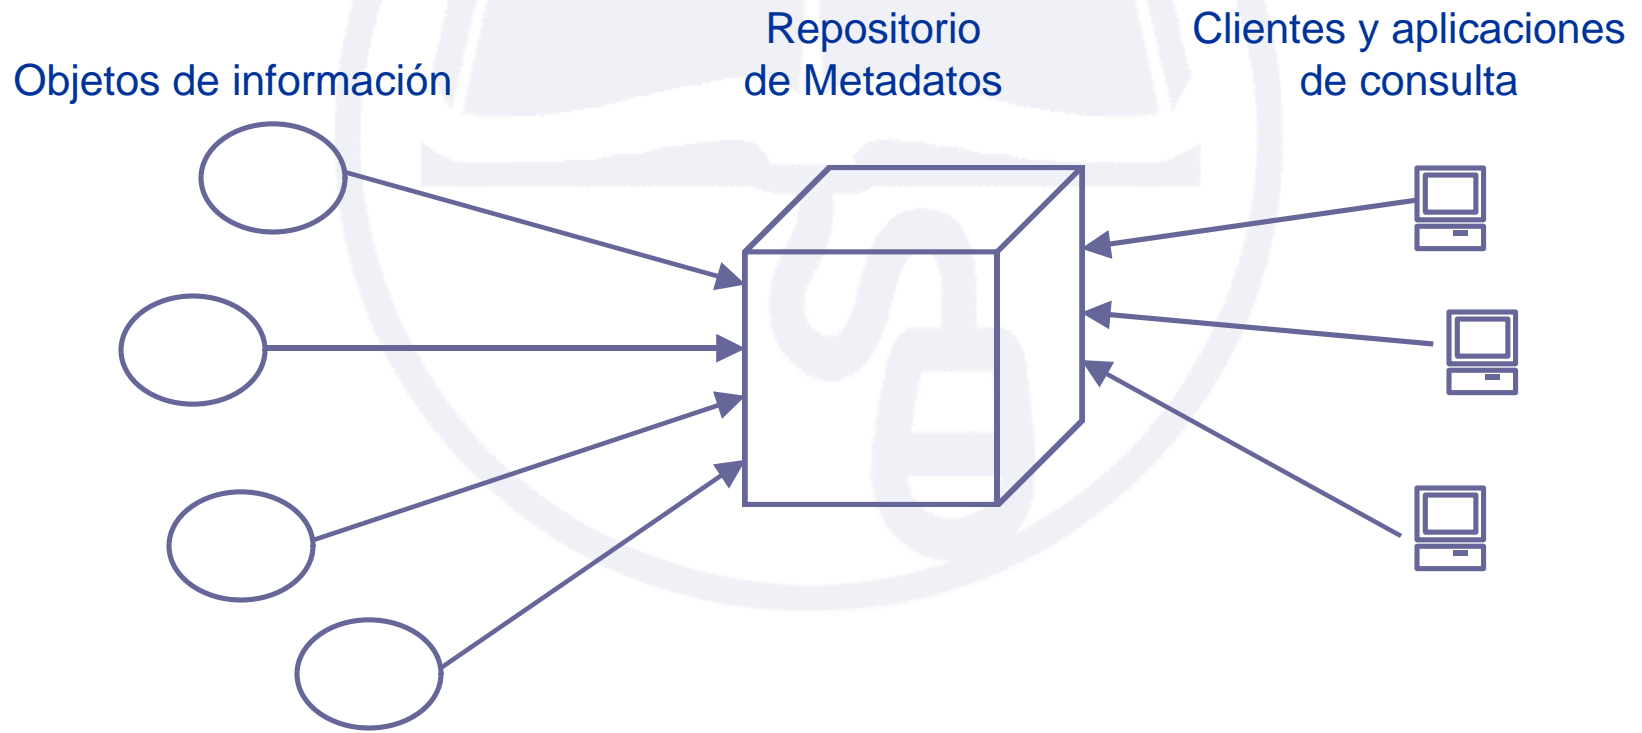 Objetos de información
Repositorio
de Metadatos
Clientes y aplicaciones
de consulta